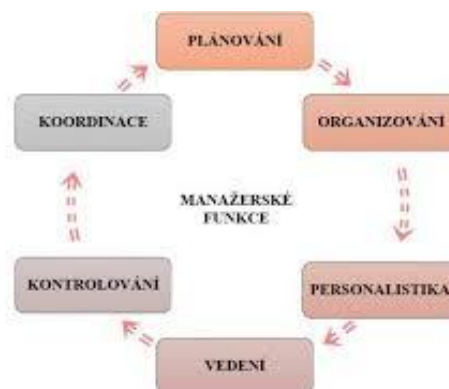 PLÁNOVÁNÍ
KOORDINACE
ORGANIZOVÁNÍ
MANAŽERSKÉ
FUNKCE
KONTROLOVÁNÍ
PERSONALISTIKA
VEDENÍ